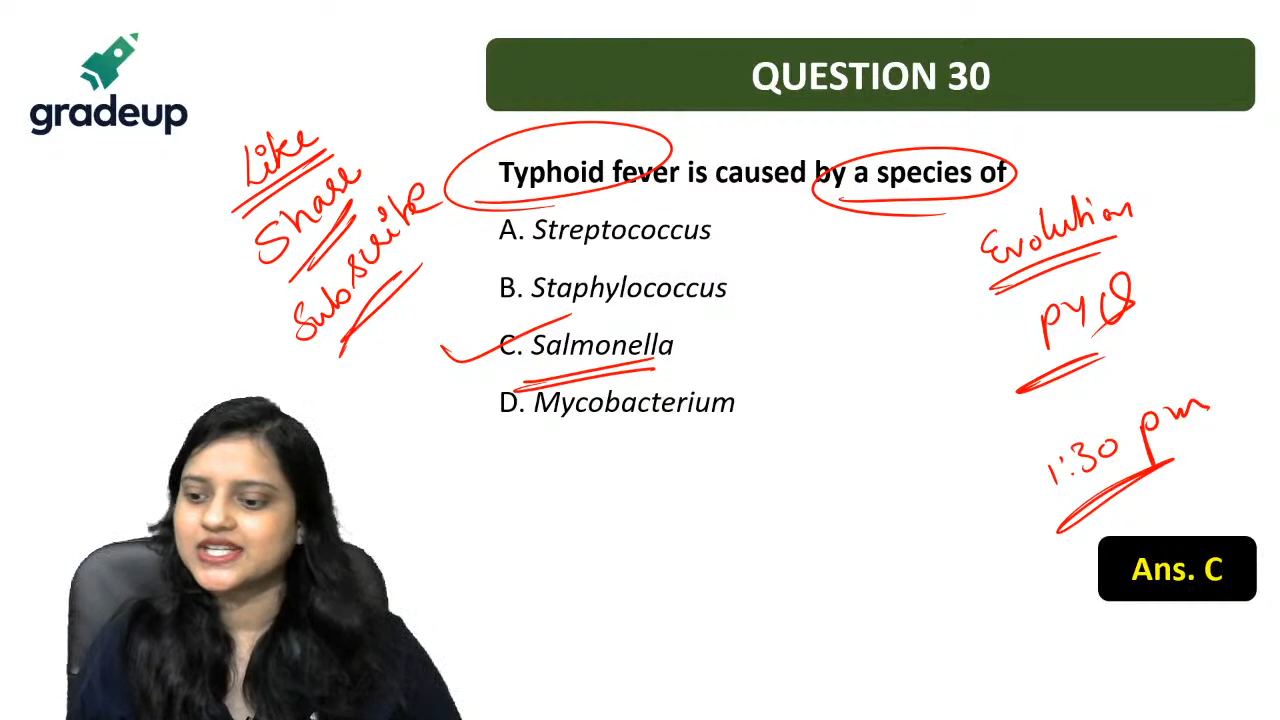 gradeup
QUESTION 30
Like
Share
Subscribe
Typhoid fever is caused by a species of
A. Streptococcus
B. Staphylococcus
C. Salmonella
D. Mycobacterium
Evolution
PYQ
1:30 pm
Ans. C